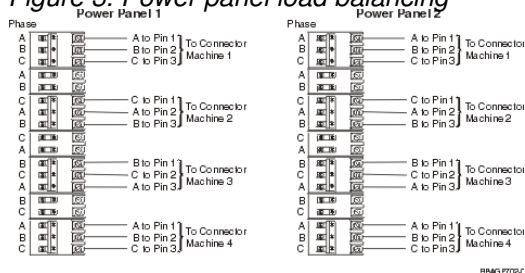 Figure 3. Power panel load balancing
Power Panel 1
Phase
A A to Pin 1
B B to Pin 2
C C to Pin 3
To Connector
Machine 1
A
B
C C to Pin 1
A A to Pin 2
B B to Pin 3
To Connector
Machine 2
C
A
B B to Pin 1
C C to Pin 2
A A to Pin 3
To Connector
Machine 3
B
C
A A to Pin 1
B B to Pin 2
C C to Pin 3
To Connector
Machine 4
Power Panel 2
Phase
A A to Pin 1
B B to Pin 2
C C to Pin 3
To Connector
Machine 1
A
B
C C to Pin 1
A A to Pin 2
B B to Pin 3
To Connector
Machine 2
C
A
B B to Pin 1
C C to Pin 2
A A to Pin 3
To Connector
Machine 3
B
C
A A to Pin 1
B B to Pin 2
C C to Pin 3
To Connector
Machine 4